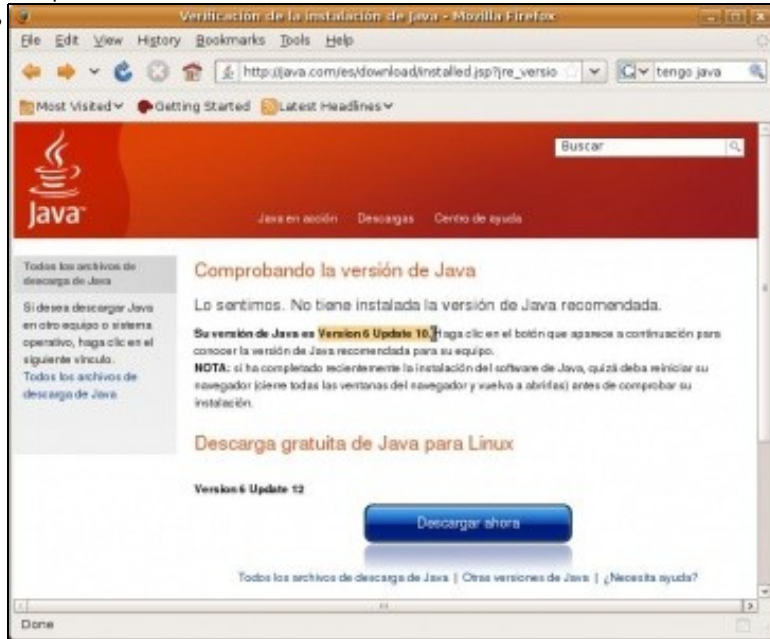 Verificación de la instalación de Java - Mozilla Firefox
File Edit View History Bookmarks Tools Help
http://java.com/es/download/installed.jsp?jre_versio
tengo java
Most Visited Getting Started Latest Headlines
Buscar
Java
Java en acción Descargas Centro de ayuda
Todos los archivos de
descarga de Java
Si desea descargar Java
en otro equipo o sistema
operativo, haga clic en el
siguiente vínculo.
Todos los archivos de
descarga de Java
Comprobando la versión de Java
Lo sentimos. No tiene instalada la versión de Java recomendada.
Su versión de Java es Version 6 Update 10. Haga clic en el botón que aparece a continuación para
conocer la versión de Java recomendada para su equipo.
NOTA: si ha completado recientemente la instalación del software de Java, quizá deba reiniciar su
navegador (cierre todas las ventanas del navegador y vuelva a abrirlas) antes de comprobar su
instalación.
Descarga gratuita de Java para Linux
Version 6 Update 12
Descargar ahora
Todos los archivos de descarga de Java | Otras versiones de Java | ¿Necesita ayuda?
Done